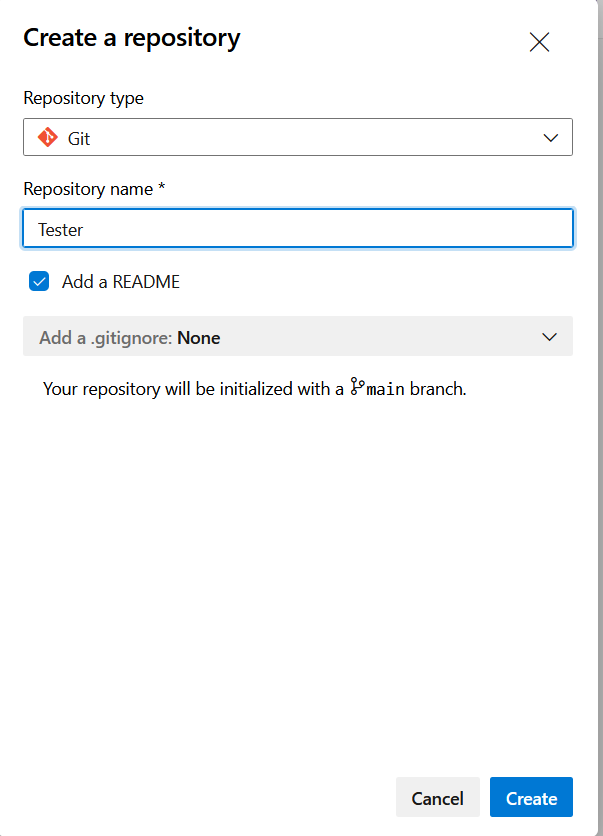 Create a repository
Repository type
Git
Repository name *
Tester
Add a README
Add a .gitignore: None
Your repository will be initialized with a main branch.
Cancel
Create